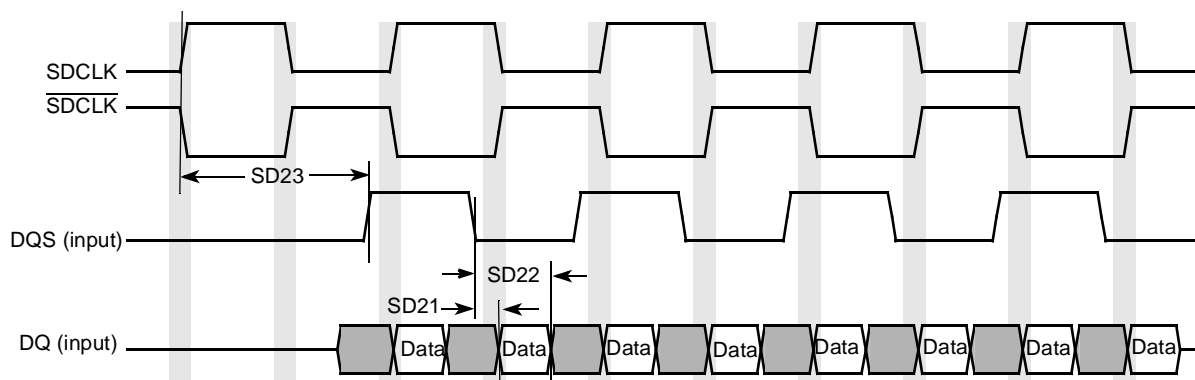 SDCLK
SDCLK
SD23
DQS (input)
SD22
SD21
DQ (input)
Data Data Data Data Data Data Data Data